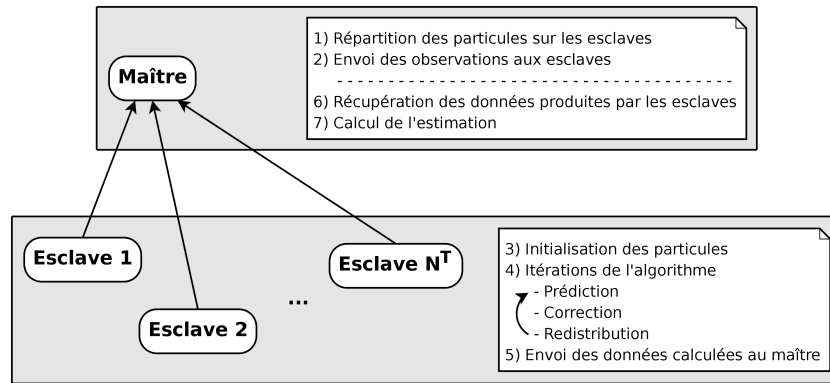 Maître
1) Répartition des particules sur les esclaves
2) Envoi des observations aux esclaves
6) Récupération des données produites par les esclaves
7) Calcul de l'estimation
Esclave 1
Esclave 2
...
Esclave N^T
3) Initialisation des particules
4) Itérations de l'algorithme
- Prédiction
- Correction
- Redistribution
5) Envoi des données calculées au maître